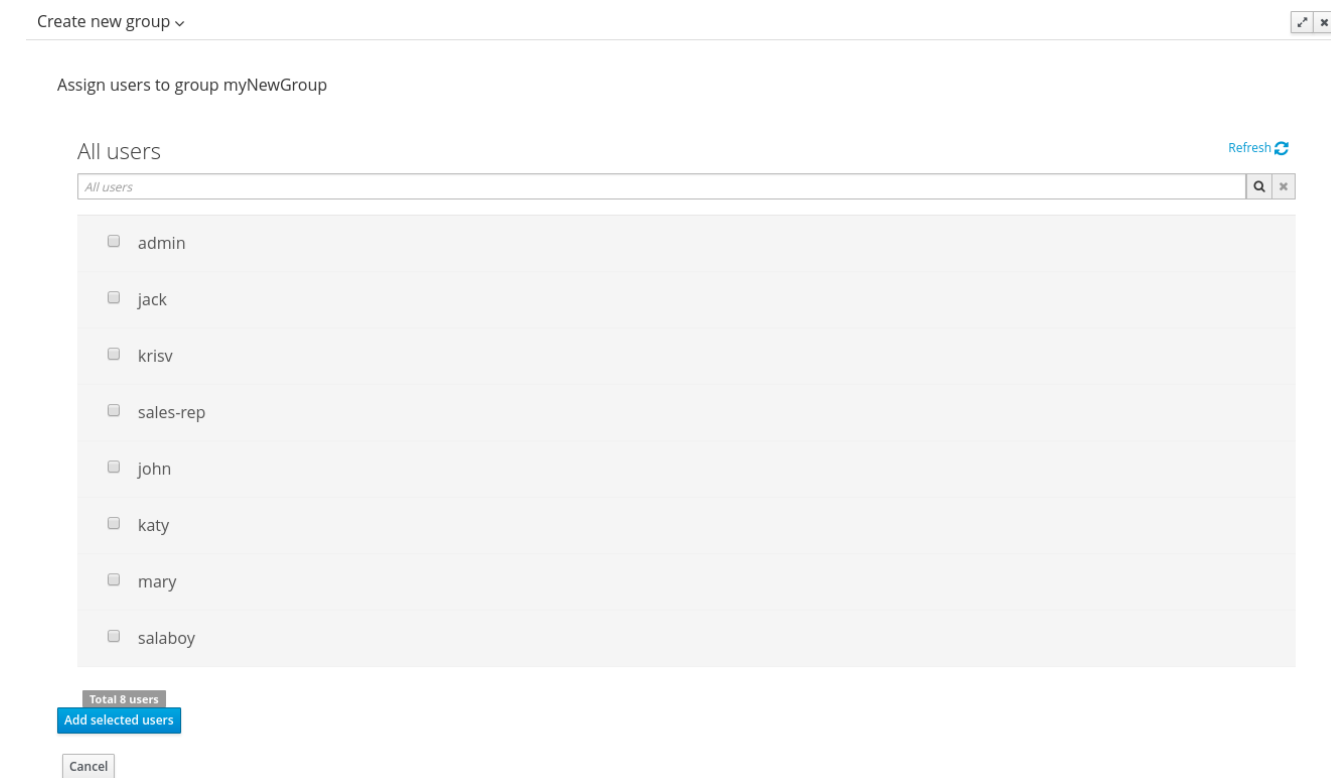 Create new group
Assign users to group myNewGroup
All users
Refresh
All users
admin
jack
krisv
sales-rep
john
katy
mary
salaboy
Total 8 users
Add selected users
Cancel